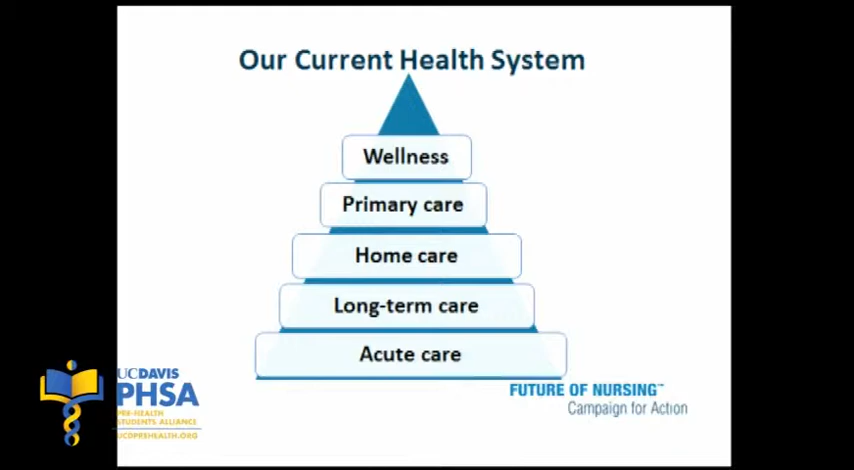 Our Current Health System
Wellness
Primary care
Home care
Long-term care
Acute care
FUTURE OF NURSING™
Campaign for Action
UCDAVIS
PHSA
PRE-HEALTH
STUDENTS ALLIANCE
UCDPREHEALTH.ORG